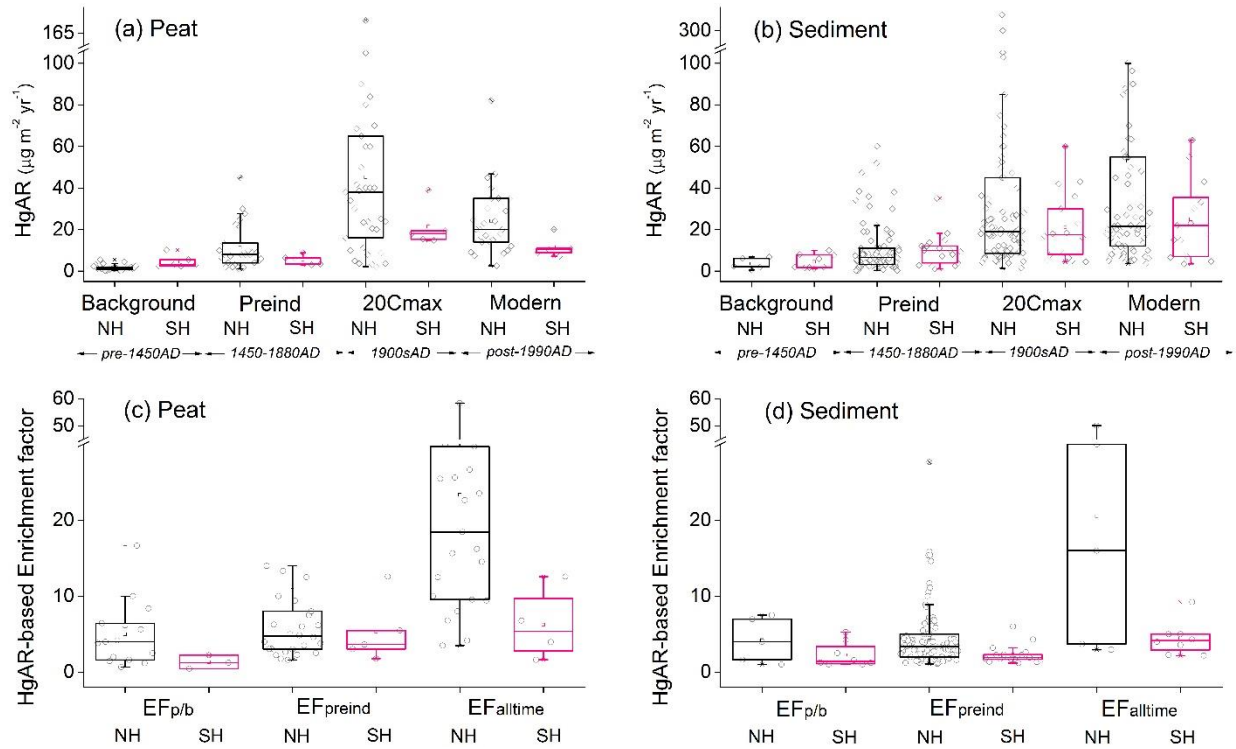 (a) Peat
HgAR (μg m⁻² yr⁻¹)
165
100
80
60
40
20
0
Background Preind 20Cmax Modern
NH SH NH SH NH SH NH SH
pre-1450AD 1450-1880AD 1900sAD post-1990AD
(b) Sediment
HgAR (μg m⁻² yr⁻¹)
300
100
80
60
40
20
0
Background Preind 20Cmax Modern
NH SH NH SH NH SH NH SH
pre-1450AD 1450-1880AD 1900sAD post-1990AD
(c) Peat
HgAR-based Enrichment factor
60
50
20
10
0
EFp/b EFpreind EFalltime
NH SH NH SH NH SH
(d) Sediment
HgAR-based Enrichment factor
60
50
20
10
0
EFp/b EFpreind EFalltime
NH SH NH SH NH SH